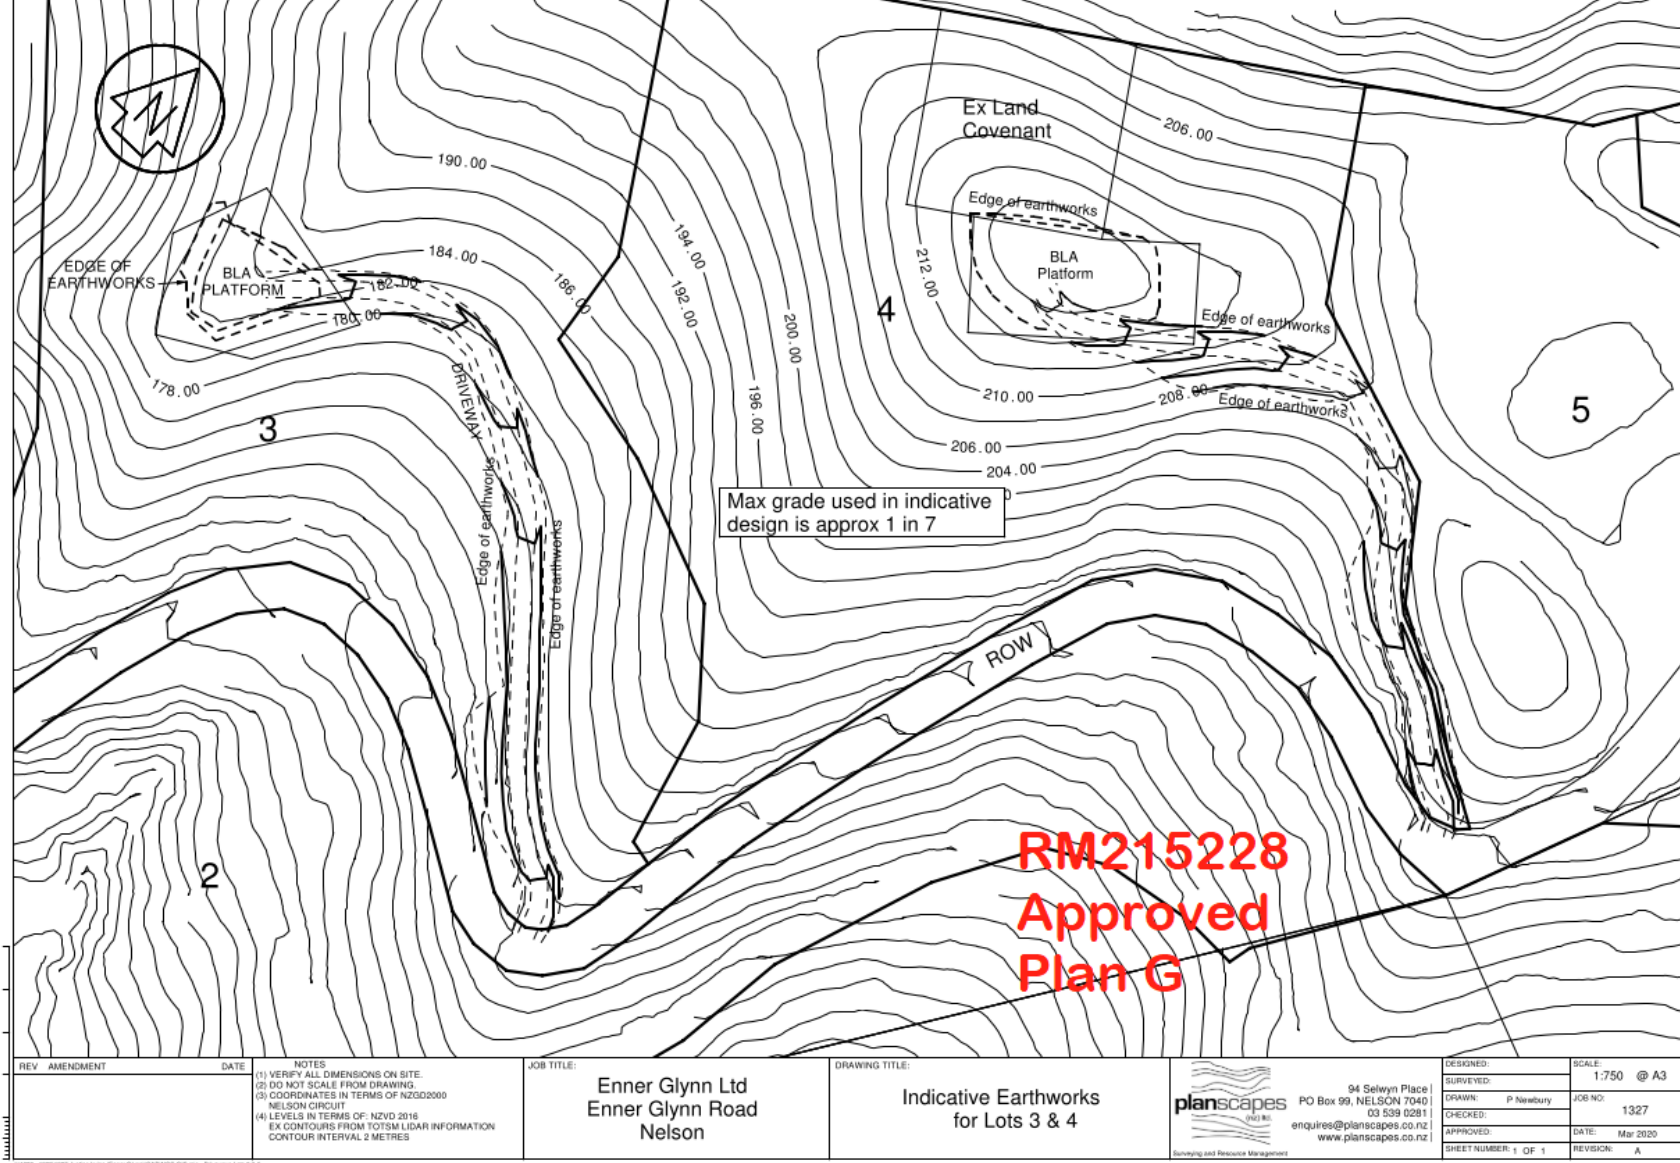 N
Ex Land
Covenant
206.00
190.00
Edge of earthworks
194.00
184.00
212.00
EDGE OF
EARTHWORKS
BLA
PLATFORM
BLA
Platform
182.00
186.00
192.00
180.00
4
200.00
Edge of earthworks
178.00
DRIVEWAY
196.00
210.00
208.00
Edge of earthworks
5
3
206.00
204.00
Edge of earthworks
Max grade used in indicative
design is approx 1 in 7
Edge of earthworks
ROW
2
RM215228
Approved
Plan G
REV AMENDMENT DATE
NOTES
(1) VERIFY ALL DIMENSIONS ON SITE.
(2) DO NOT SCALE FROM DRAWING.
(3) COORDINATES IN TERMS OF NZGD2000
NELSON CIRCUIT
(4) LEVELS IN TERMS OF: NZVD 2016
EX CONTOURS FROM TOTSM LIDAR INFORMATION
CONTOUR INTERVAL 2 METRES
JOB TITLE:
Enner Glynn Ltd
Enner Glynn Road
Nelson
DRAWING TITLE:
Indicative Earthworks
for Lots 3 & 4
planscapes
(nz) ltd.
Surveying and Resource Management
94 Selwyn Place
PO Box 99, NELSON 7040
03 539 0281
enquires@planscapes.co.nz
www.planscapes.co.nz
DESIGNED:
SURVEYED:
DRAWN: P Newbury
CHECKED:
APPROVED:
SHEET NUMBER: 1 OF 1
SCALE:
1:750 @ A3
JOB NO:
1327
DATE: Mar 2020
REVISION: A